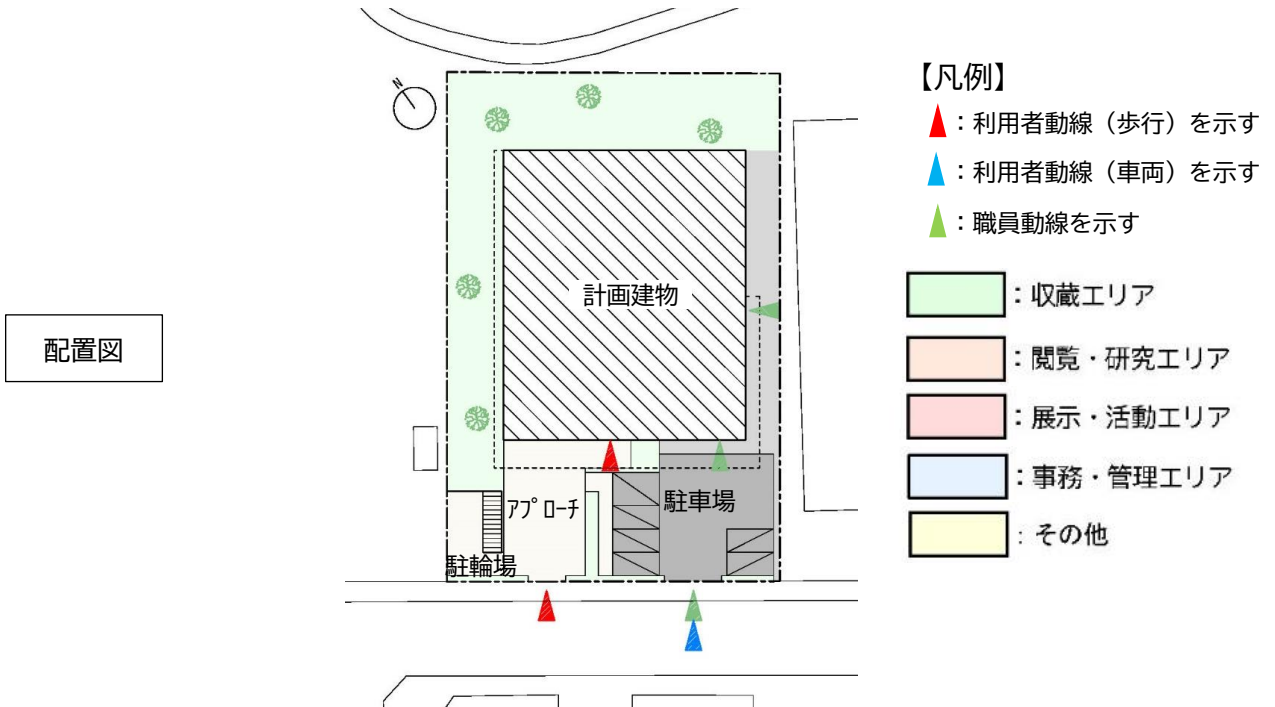 配置図
N
計画建物
アプローチ
駐車場
駐輪場
【凡例】
：利用者動線（歩行）を示す
：利用者動線（車両）を示す
：職員動線を示す
：収蔵エリア
：閲覧・研究エリア
：展示・活動エリア
：事務・管理エリア
：その他